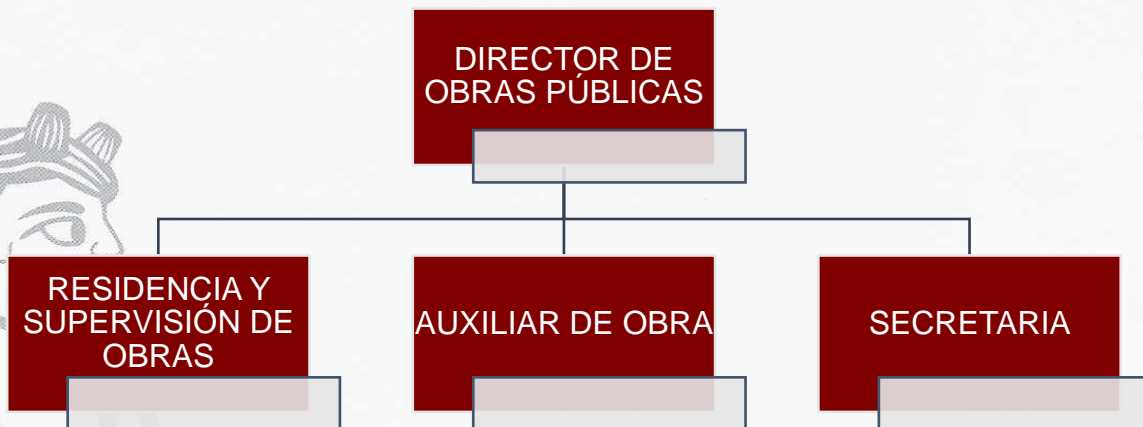 DIRECTOR DE
OBRAS PÚBLICAS
RESIDENCIA Y
SUPERVISIÓN DE
OBRAS
AUXILIAR DE OBRA
SECRETARIA